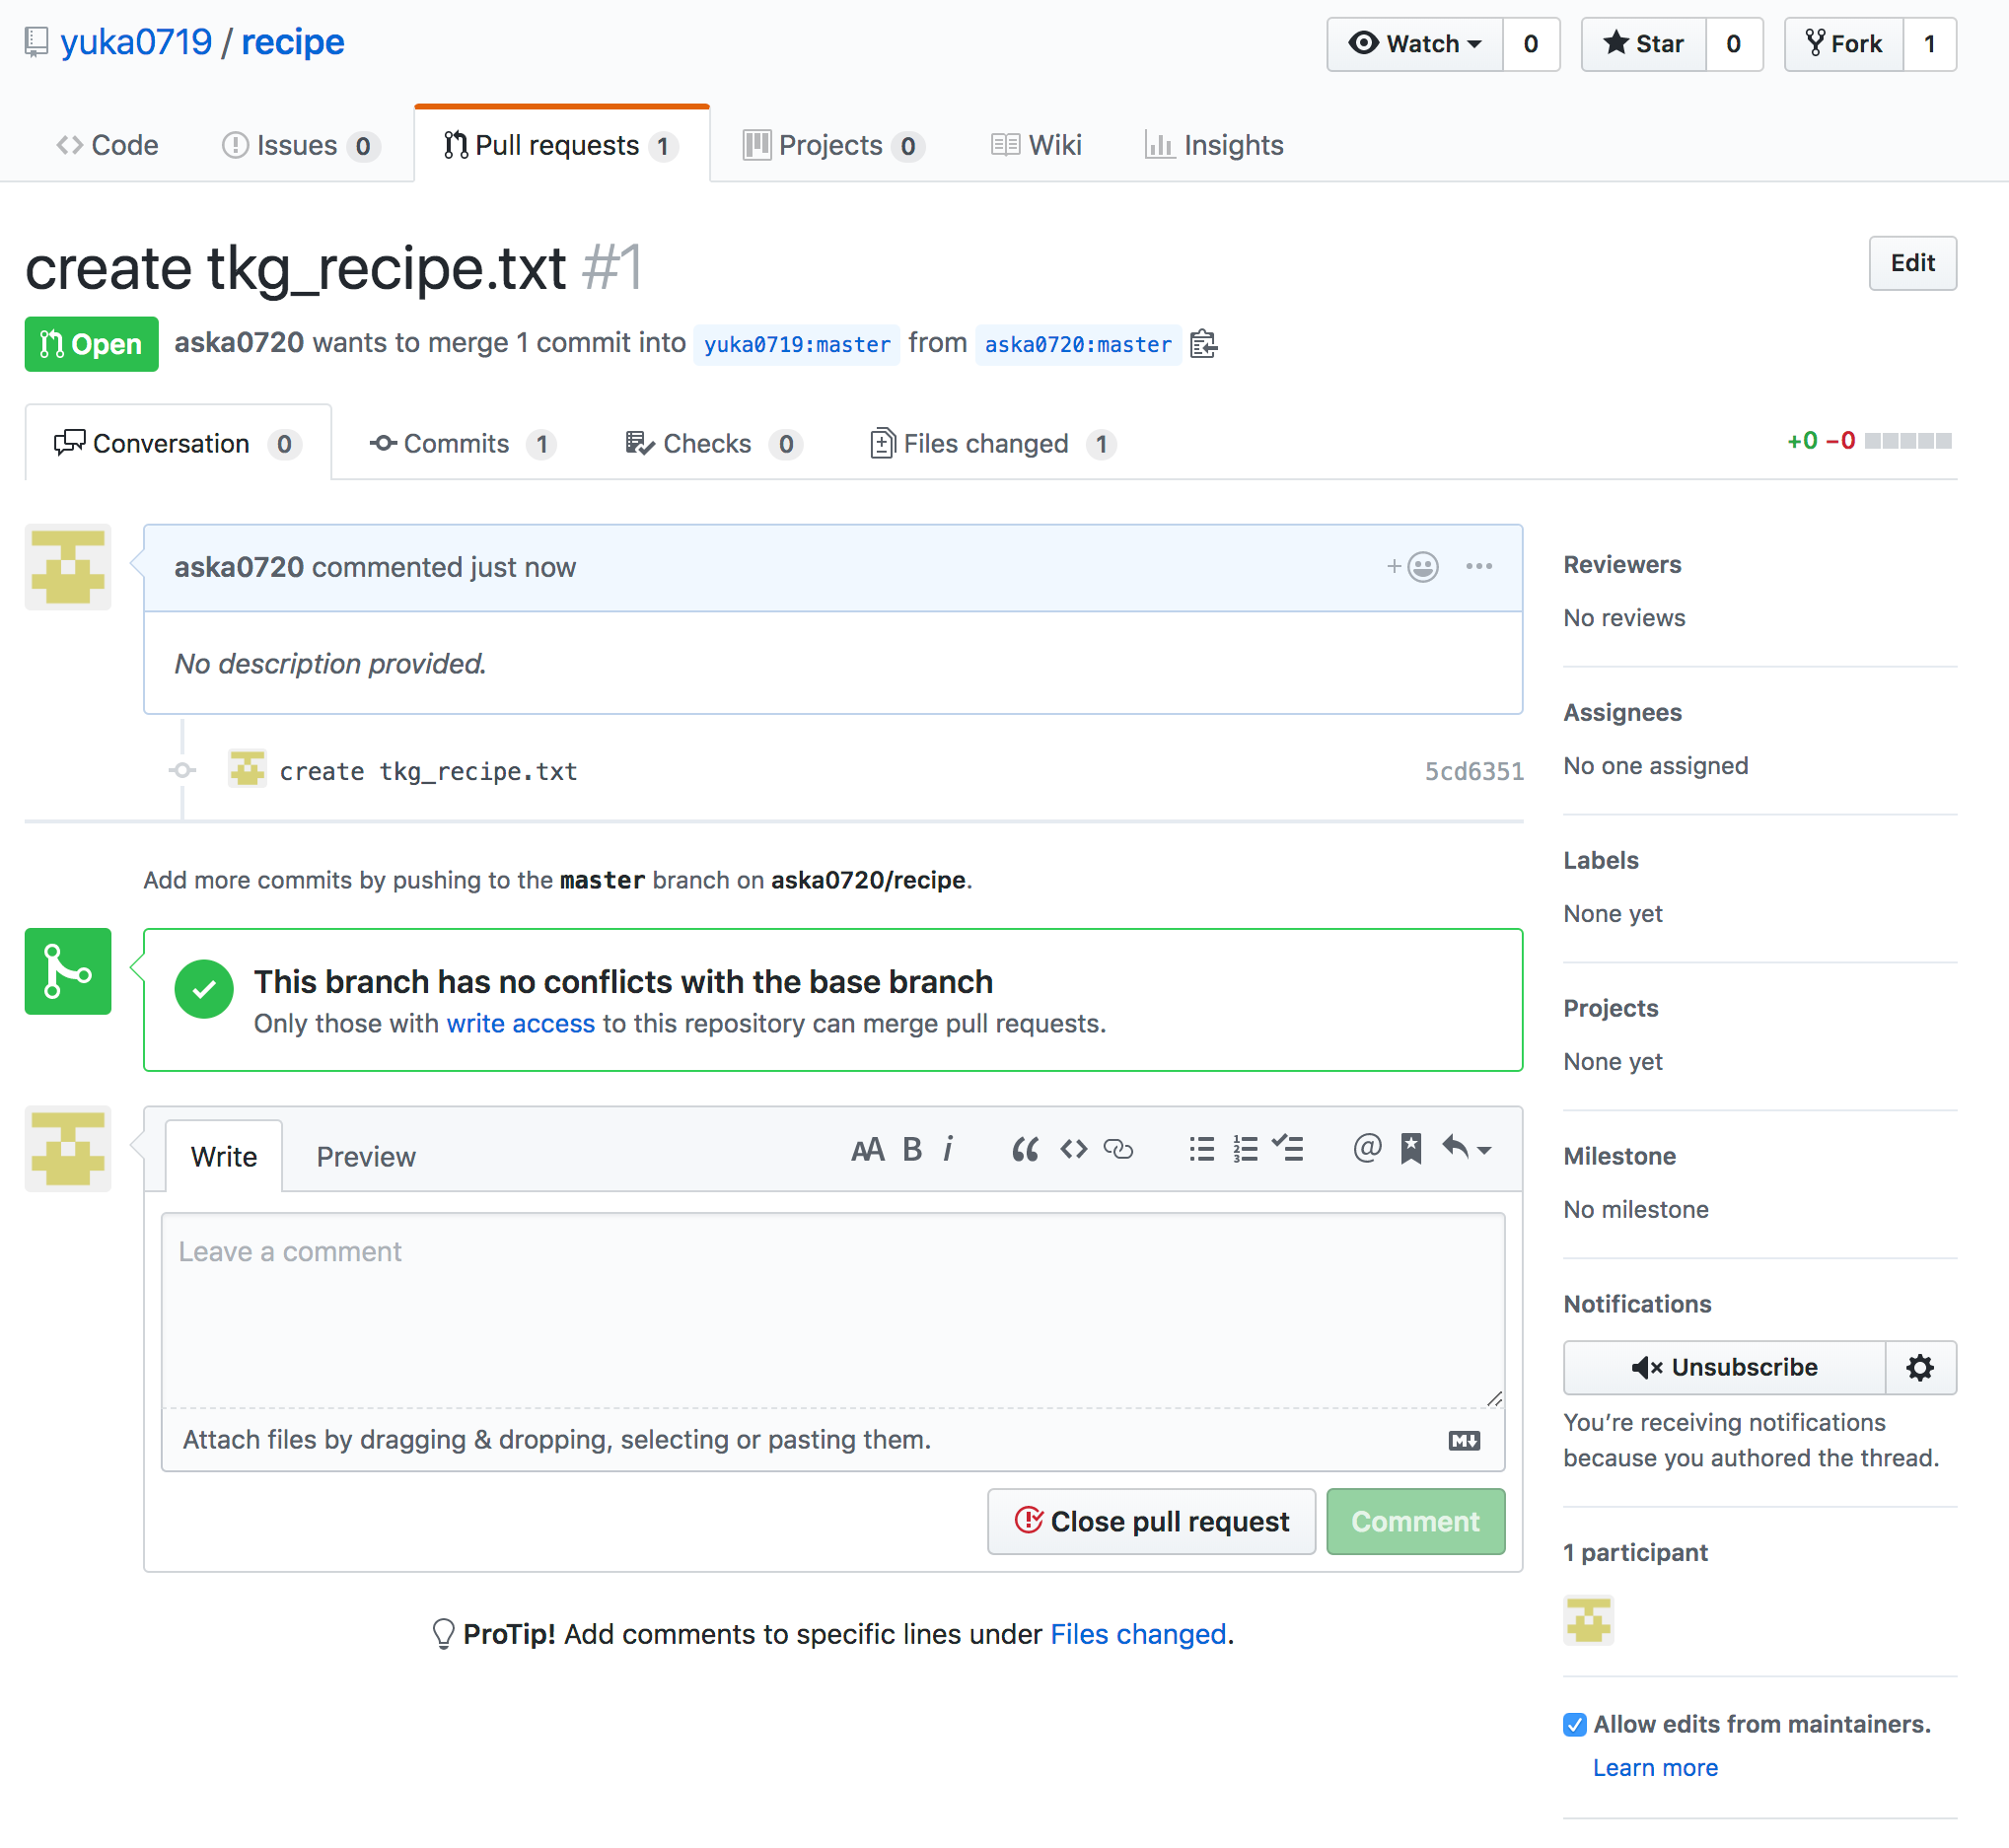 yuka0719 / recipe
Watch 0 Star 0 Fork 1
Code Issues 0 Pull requests 1 Projects 0 Wiki Insights
create tkg_recipe.txt #1
Edit
Open aska0720 wants to merge 1 commit into yuka0719:master from aska0720:master
Conversation 0 Commits 1 Checks 0 Files changed 1 +0 −0
aska0720 commented just now
No description provided.
create tkg_recipe.txt 5cd6351
Add more commits by pushing to the master branch on aska0720/recipe.
This branch has no conflicts with the base branch
Only those with write access to this repository can merge pull requests.
Write Preview AA B i
Leave a comment
Attach files by dragging & dropping, selecting or pasting them.
M↓
Close pull request Comment
ProTip! Add comments to specific lines under Files changed.
Reviewers
No reviews
Assignees
No one assigned
Labels
None yet
Projects
None yet
Milestone
No milestone
Notifications
Unsubscribe
You’re receiving notifications
because you authored the thread.
1 participant
Allow edits from maintainers.
Learn more